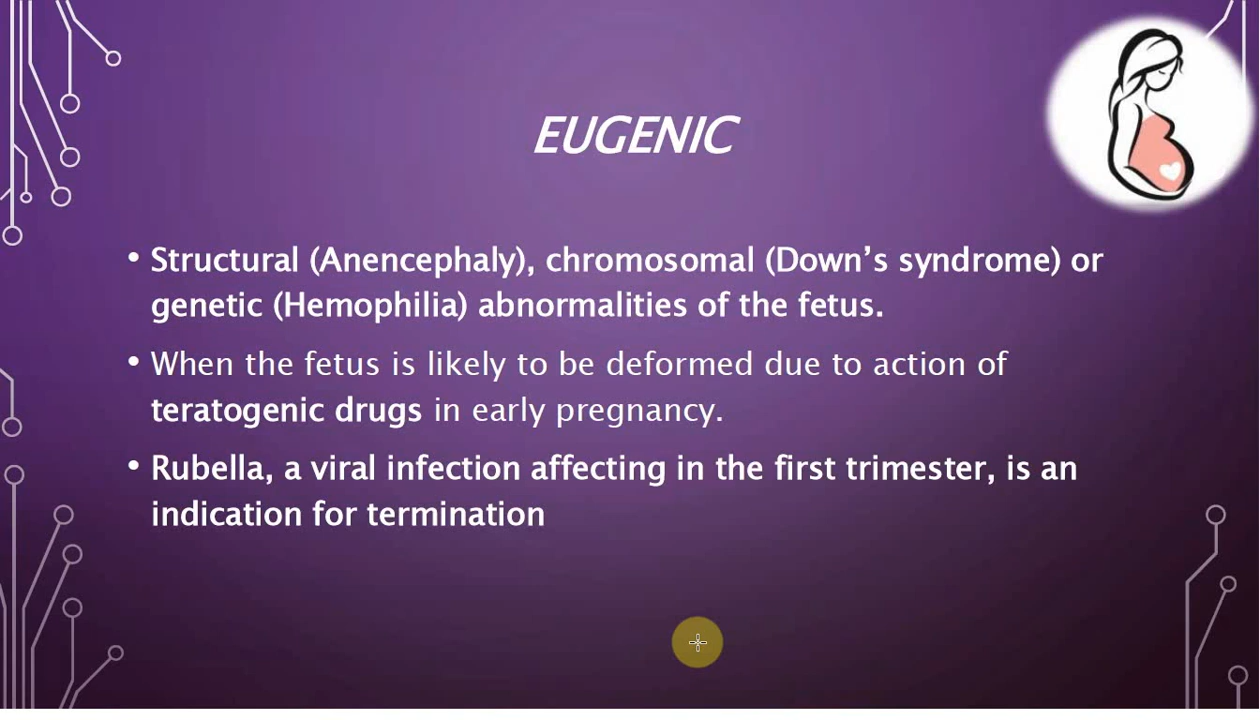 EUGENIC
• Structural (Anencephaly), chromosomal (Down’s syndrome) or
genetic (Hemophilia) abnormalities of the fetus.
• When the fetus is likely to be deformed due to action of
teratogenic drugs in early pregnancy.
• Rubella, a viral infection affecting in the first trimester, is an
indication for termination